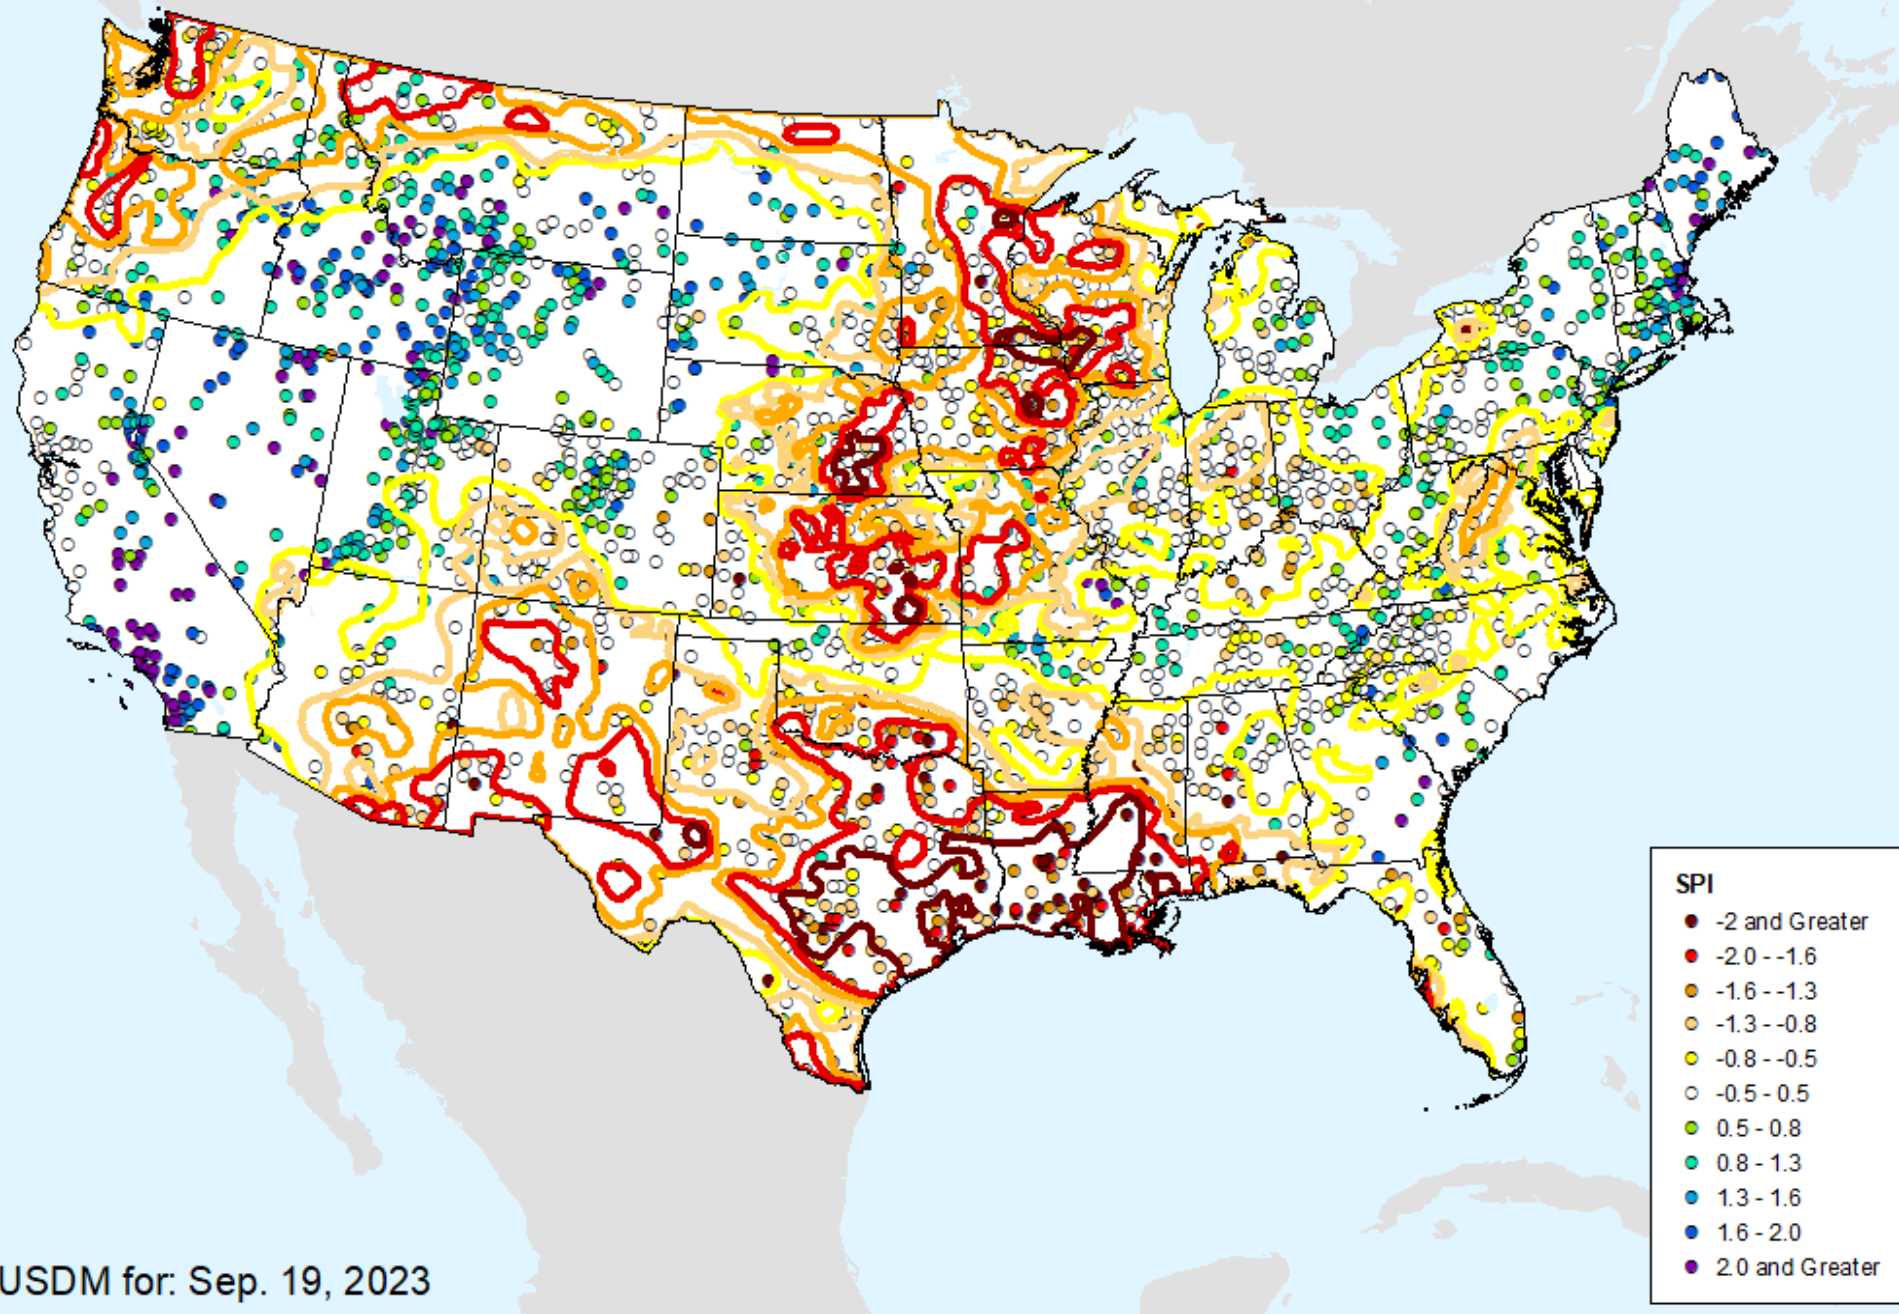 SPI
-2 and Greater
-2.0 - -1.6
-1.6 - -1.3
-1.3 - -0.8
-0.8 - -0.5
-0.5 - 0.5
0.5 - 0.8
0.8 - 1.3
1.3 - 1.6
1.6 - 2.0
2.0 and Greater
USDM for: Sep. 19, 2023